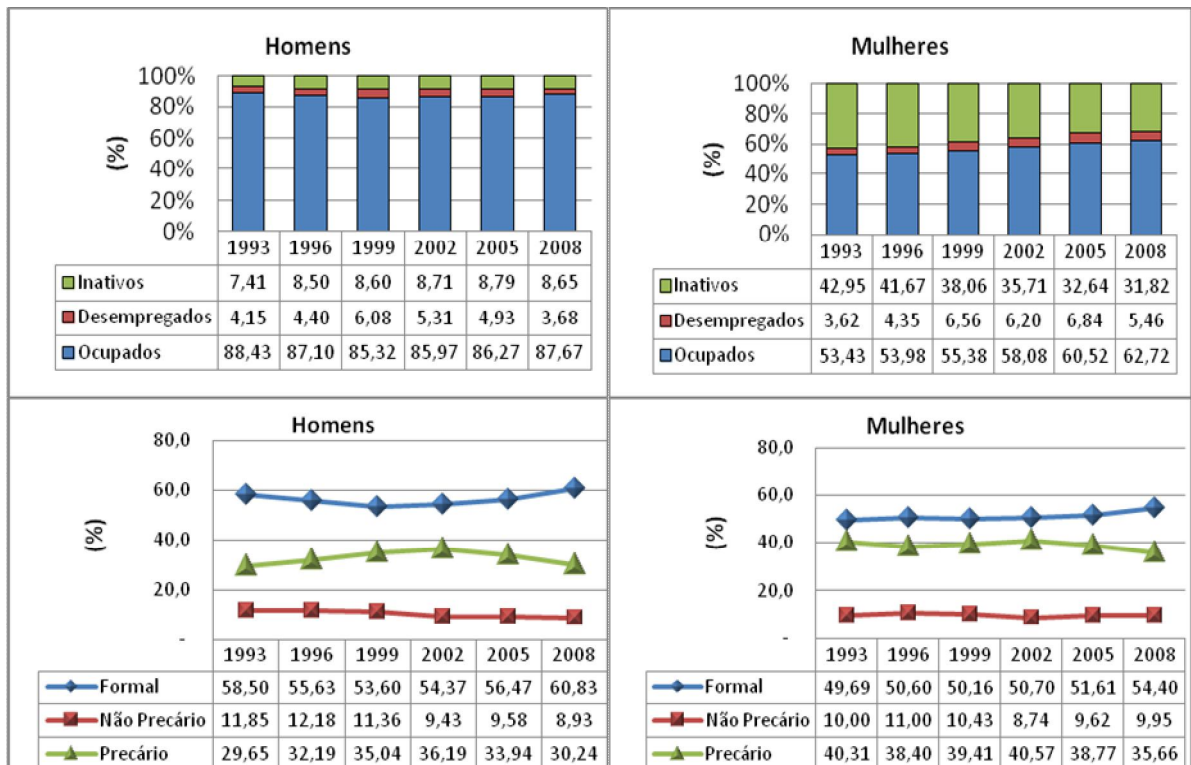 Homens
100%
80%
60%
40%
20%
0%
(%)
1993 1996 1999 2002 2005 2008
Inativos 7,41 8,50 8,60 8,71 8,79 8,65
Desempregados 4,15 4,40 6,08 5,31 4,93 3,68
Ocupados 88,43 87,10 85,32 85,97 86,27 87,67
Mulheres
100%
80%
60%
40%
20%
0%
(%)
1993 1996 1999 2002 2005 2008
Inativos 42,95 41,67 38,06 35,71 32,64 31,82
Desempregados 3,62 4,35 6,56 6,20 6,84 5,46
Ocupados 53,43 53,98 55,38 58,08 60,52 62,72
Homens
80,0
60,0
40,0
20,0
-
(%)
1993 1996 1999 2002 2005 2008
Formal 58,50 55,63 53,60 54,37 56,47 60,83
Não Precário 11,85 12,18 11,36 9,43 9,58 8,93
Precário 29,65 32,19 35,04 36,19 33,94 30,24
Mulheres
80,0
60,0
40,0
20,0
-
(%)
1993 1996 1999 2002 2005 2008
Formal 49,69 50,60 50,16 50,70 51,61 54,40
Não Precário 10,00 11,00 10,43 8,74 9,62 9,95
Precário 40,31 38,40 39,41 40,57 38,77 35,66